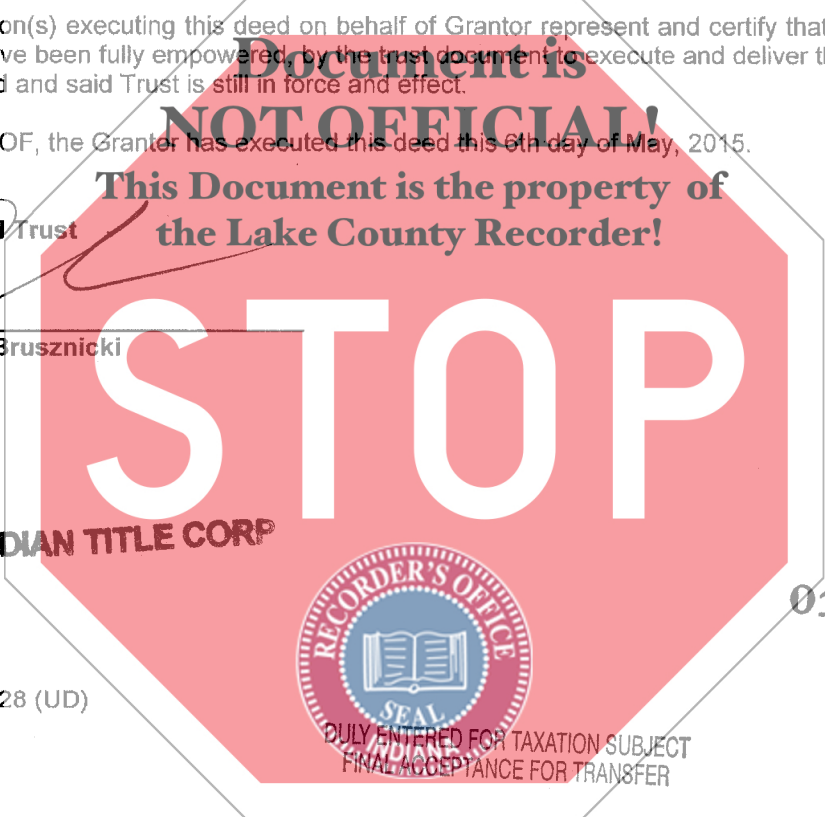 on(s) executing this deed on behalf of Grantor represent and certify that
ve been fully empowered, by the trust document to execute and deliver th
d and said Trust is still in force and effect.
Document is
NOT OFFICIAL!
OF, the Grantor has executed this deed this 6th day of May, 2015.
This Document is the property of
the Lake County Recorder!
Trust
STOP
Brusznicki
DIAN TITLE CORP
RECORDER'S OFFICE
SEAL
INDIANA
28 (UD)
DULY ENTERED FOR TAXATION SUBJECT
FINAL ACCEPTANCE FOR TRANSFER